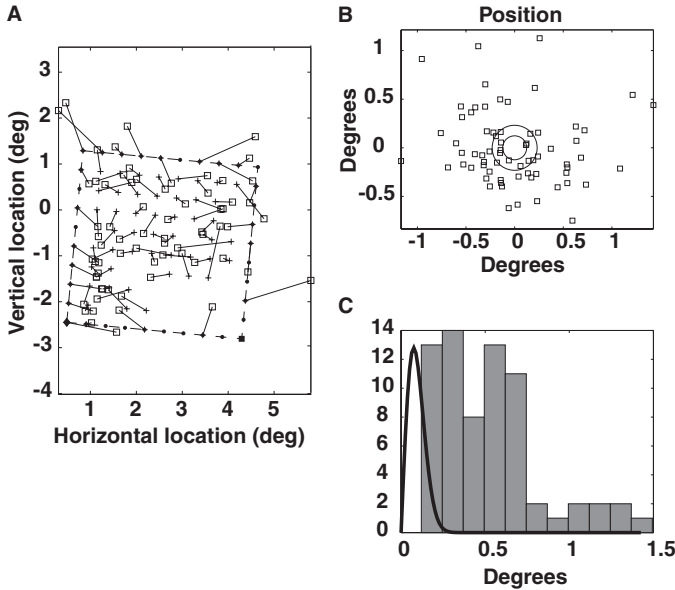 A
3
2
1
0
-1
-2
-3
-4
Vertical location (deg)
1 2 3 4 5
Horizontal location (deg)
B
Position
1
0.5
0
-0.5
Degrees
-1 -0.5 0 0.5 1
Degrees
C
14
12
10
8
6
4
2
0
0 0.5 1 1.5
Degrees